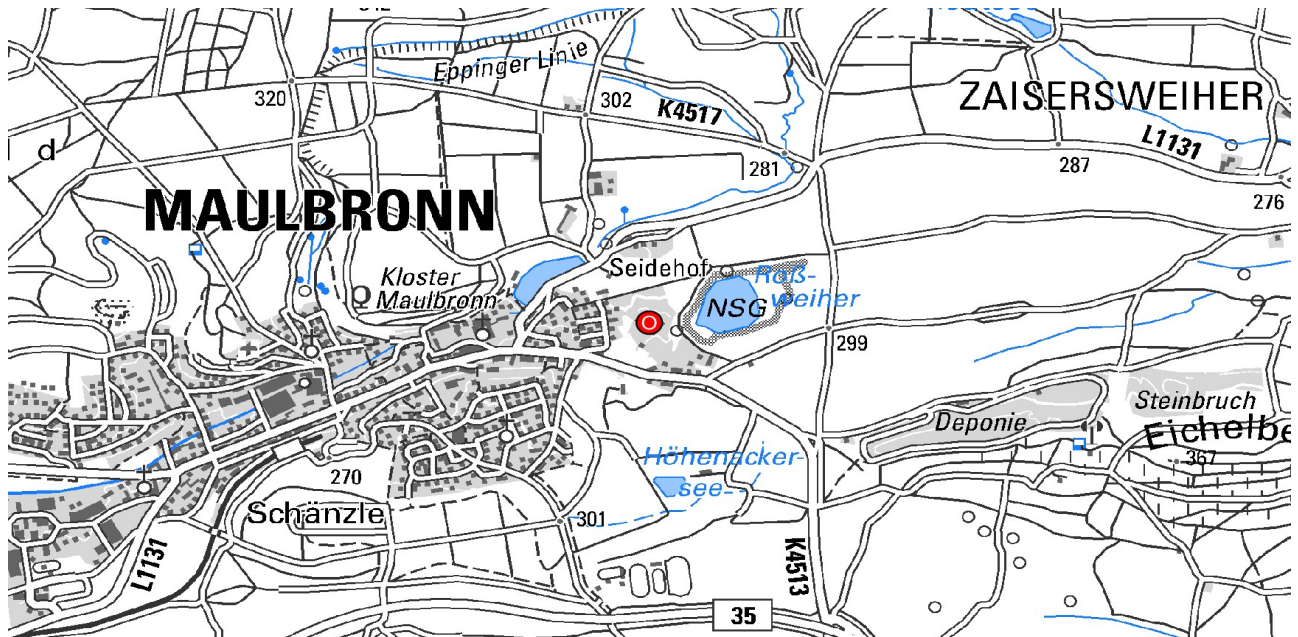 Eppinger Linie
320
302
K4517
ZAISERSWEIHER
d
281
287
L1131
276
MAULBRONN
Kloster
Maulbronn
Seidehof
Roß-
weiher
NSG
299
Deponie
Steinbruch
Eichelbe
367
Höhenacker-
see-
270
Schänzle
301
L1131
K4513
35